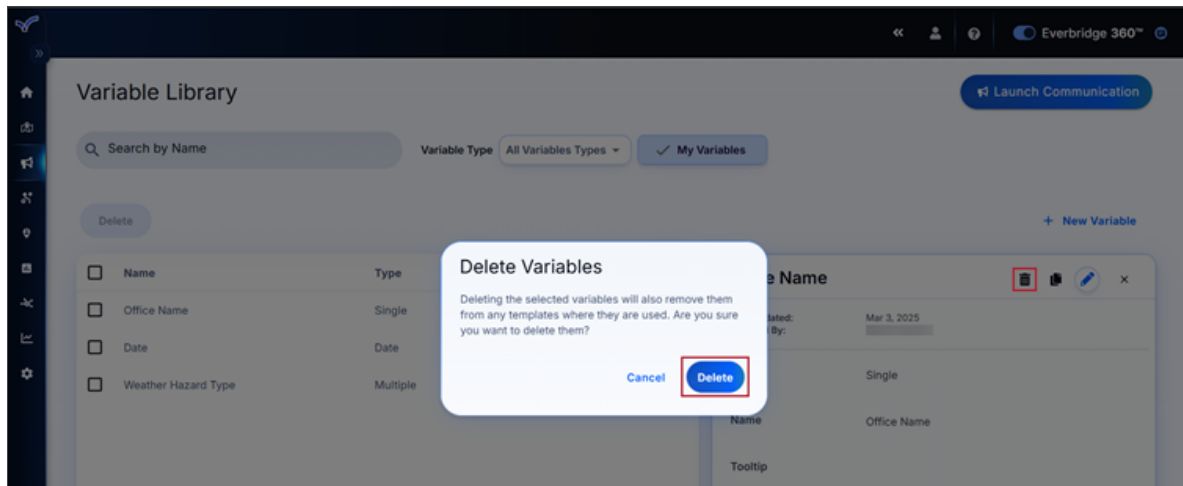 Everbridge 360™
Variable Library
Launch Communication
Search by Name
Variable Type
All Variables Types
My Variables
Delete
+ New Variable
Name
Type
Office Name
Single
Date
Date
Weather Hazard Type
Multiple
Delete Variables
Deleting the selected variables will also remove them
from any templates where they are used. Are you sure
you want to delete them?
Cancel
Delete
e Name
ated:
Mar 3, 2025
By:
Single
Name
Office Name
Tooltip